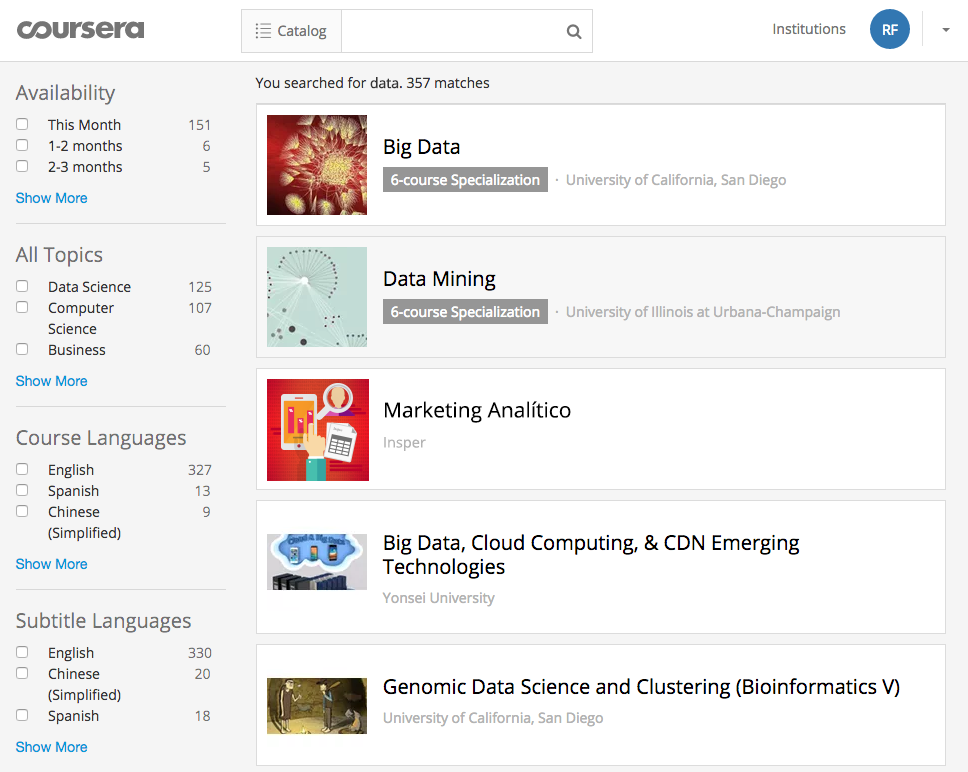 coursera
Catalog
Institutions
RF
You searched for data. 357 matches
Availability
This Month 151
1-2 months 6
2-3 months 5
Show More
All Topics
Data Science 125
Computer 107
Science
Business 60
Show More
Course Languages
English 327
Spanish 13
Chinese 9
(Simplified)
Show More
Subtitle Languages
English 330
Chinese 20
(Simplified)
Spanish 18
Show More
Big Data
6-course Specialization · University of California, San Diego
Data Mining
6-course Specialization · University of Illinois at Urbana-Champaign
Marketing Analítico
Insper
Cloud & Big Data
Big Data, Cloud Computing, & CDN Emerging
Technologies
Yonsei University
Genomic Data Science and Clustering (Bioinformatics V)
University of California, San Diego